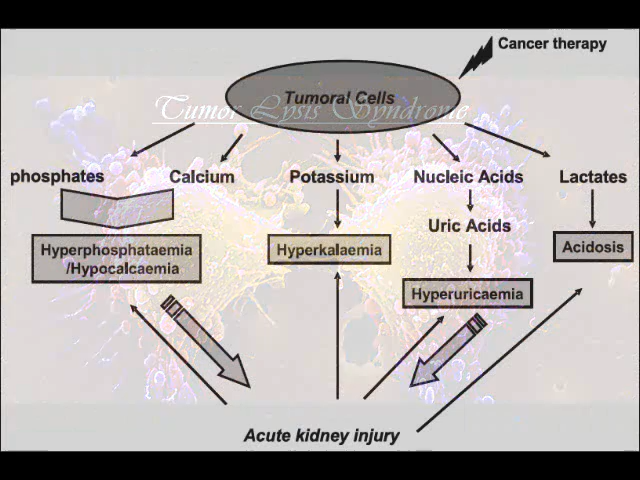 Cancer therapy
Tumoral Cells
Tumor Lysis Syndrome
phosphates
Calcium
Potassium
Nucleic Acids
Lactates
Uric Acids
Hyperphosphataemia
/Hypocalcaemia
Hyperkalaemia
Acidosis
Hyperuricaemia
Acute kidney injury